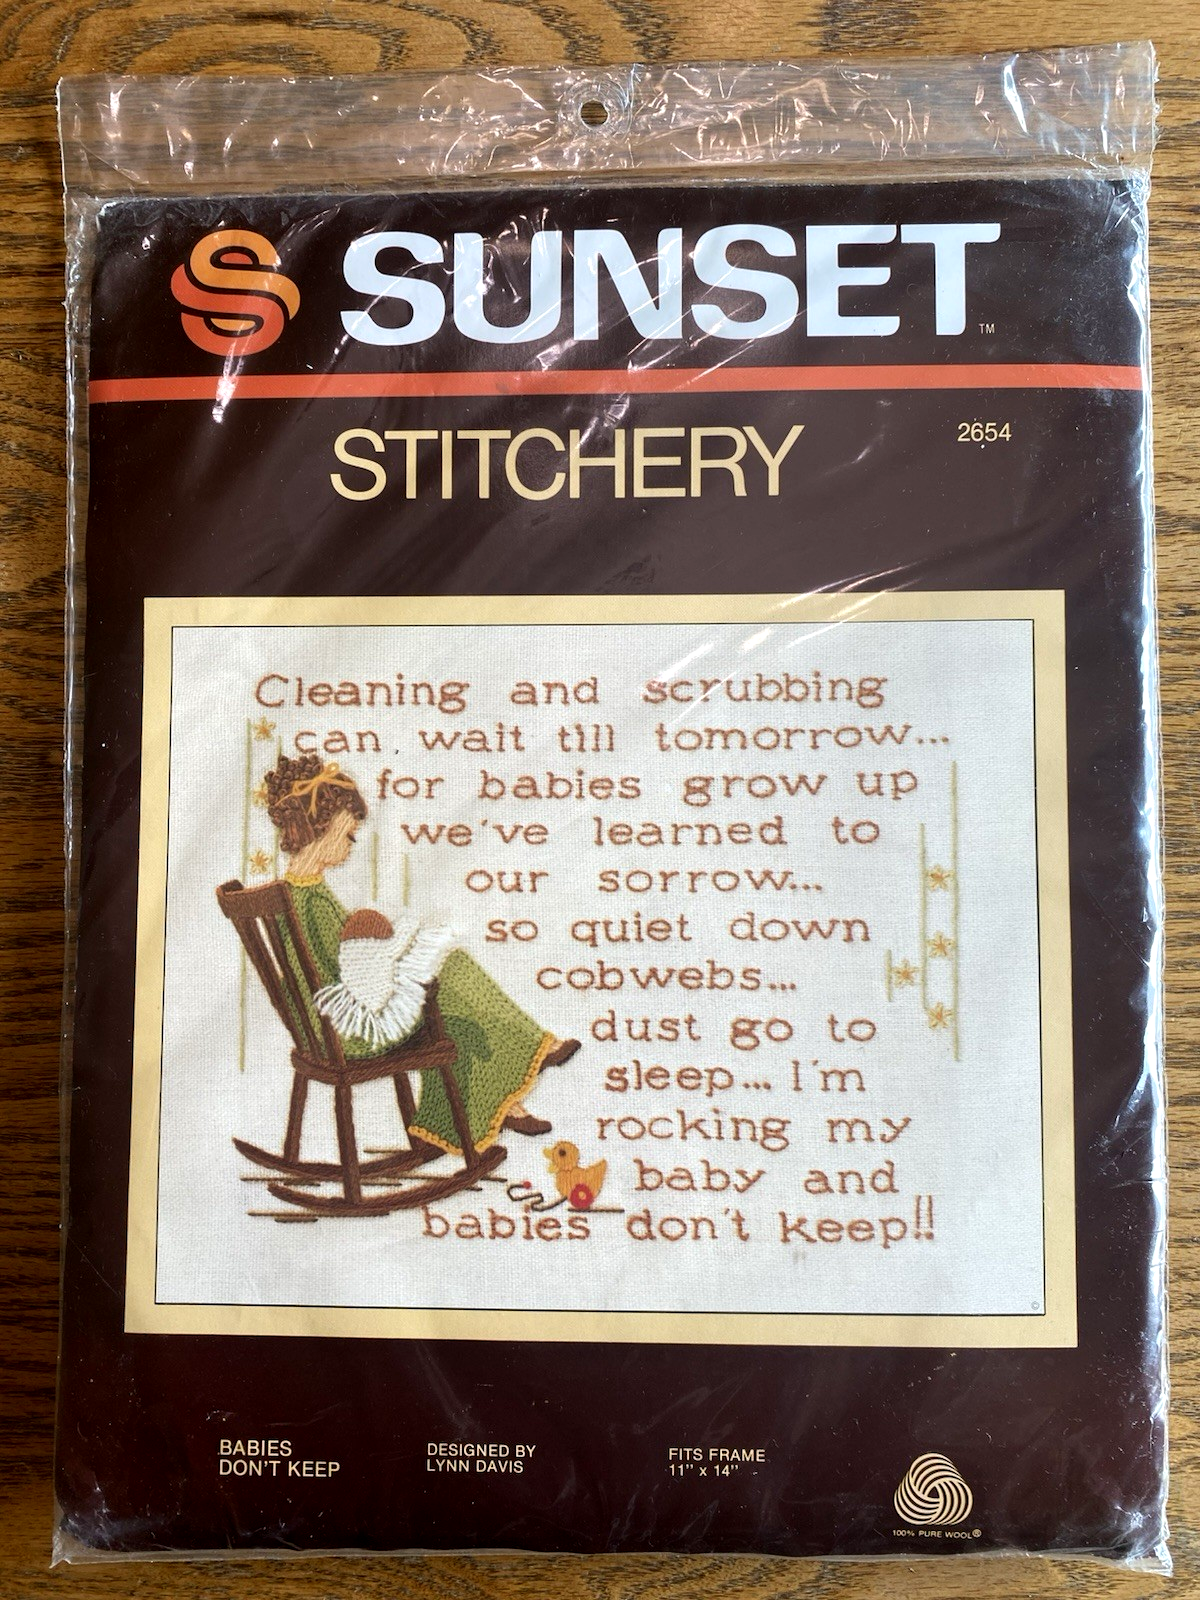 SUNSET™
STITCHERY
2654
Cleaning and scrubbing
can wait till tomorrow...
for babies grow up
we've learned to
our sorrow...
so quiet down
cobwebs...
dust go to
sleep... I'm
rocking my
baby and
babies don't keep!!
©
BABIES
DON'T KEEP
DESIGNED BY
LYNN DAVIS
FITS FRAME
11" x 14"
100% PURE WOOL®